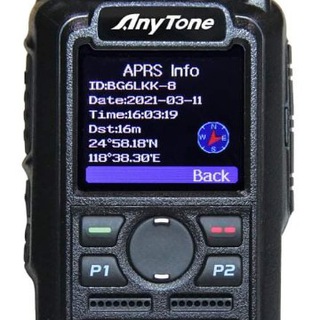 AnyTone
APRS Info
ID:BG6LKK-8
Date:2021-03-11
Time:16:03:19
Dst:16m
24°58.18'N
118°38.30'E
N
W E
S
Back
P1
P2